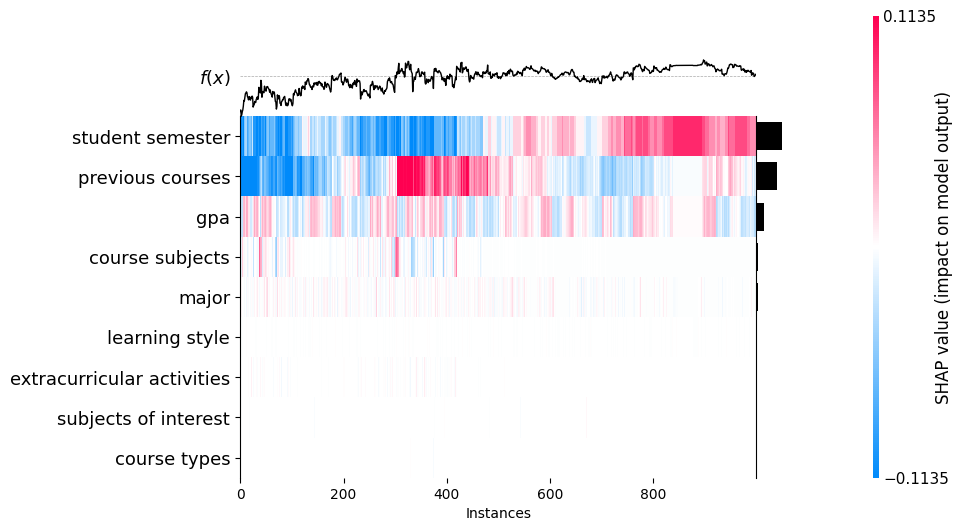 0.1135
f(x)
student semester
previous courses
gpa
course subjects
major
learning style
extracurricular activities
subjects of interest
course types
0 200 400 600 800
Instances
SHAP value (impact on model output)
−0.1135